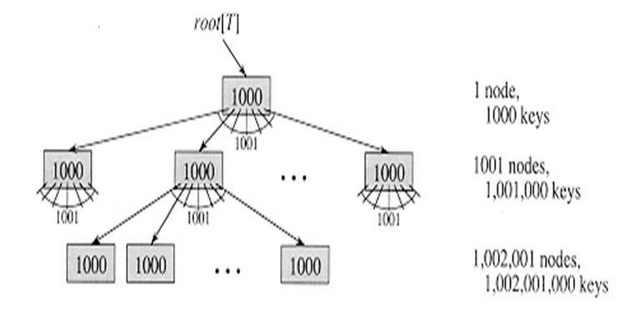 root[T]
1000
1 node,
1000 keys
1001
1000 1000 ... 1000
1001 nodes,
1,001,000 keys
1001 1001 1001
1000 1000 ... 1000
1,002,001 nodes,
1,002,001,000 keys